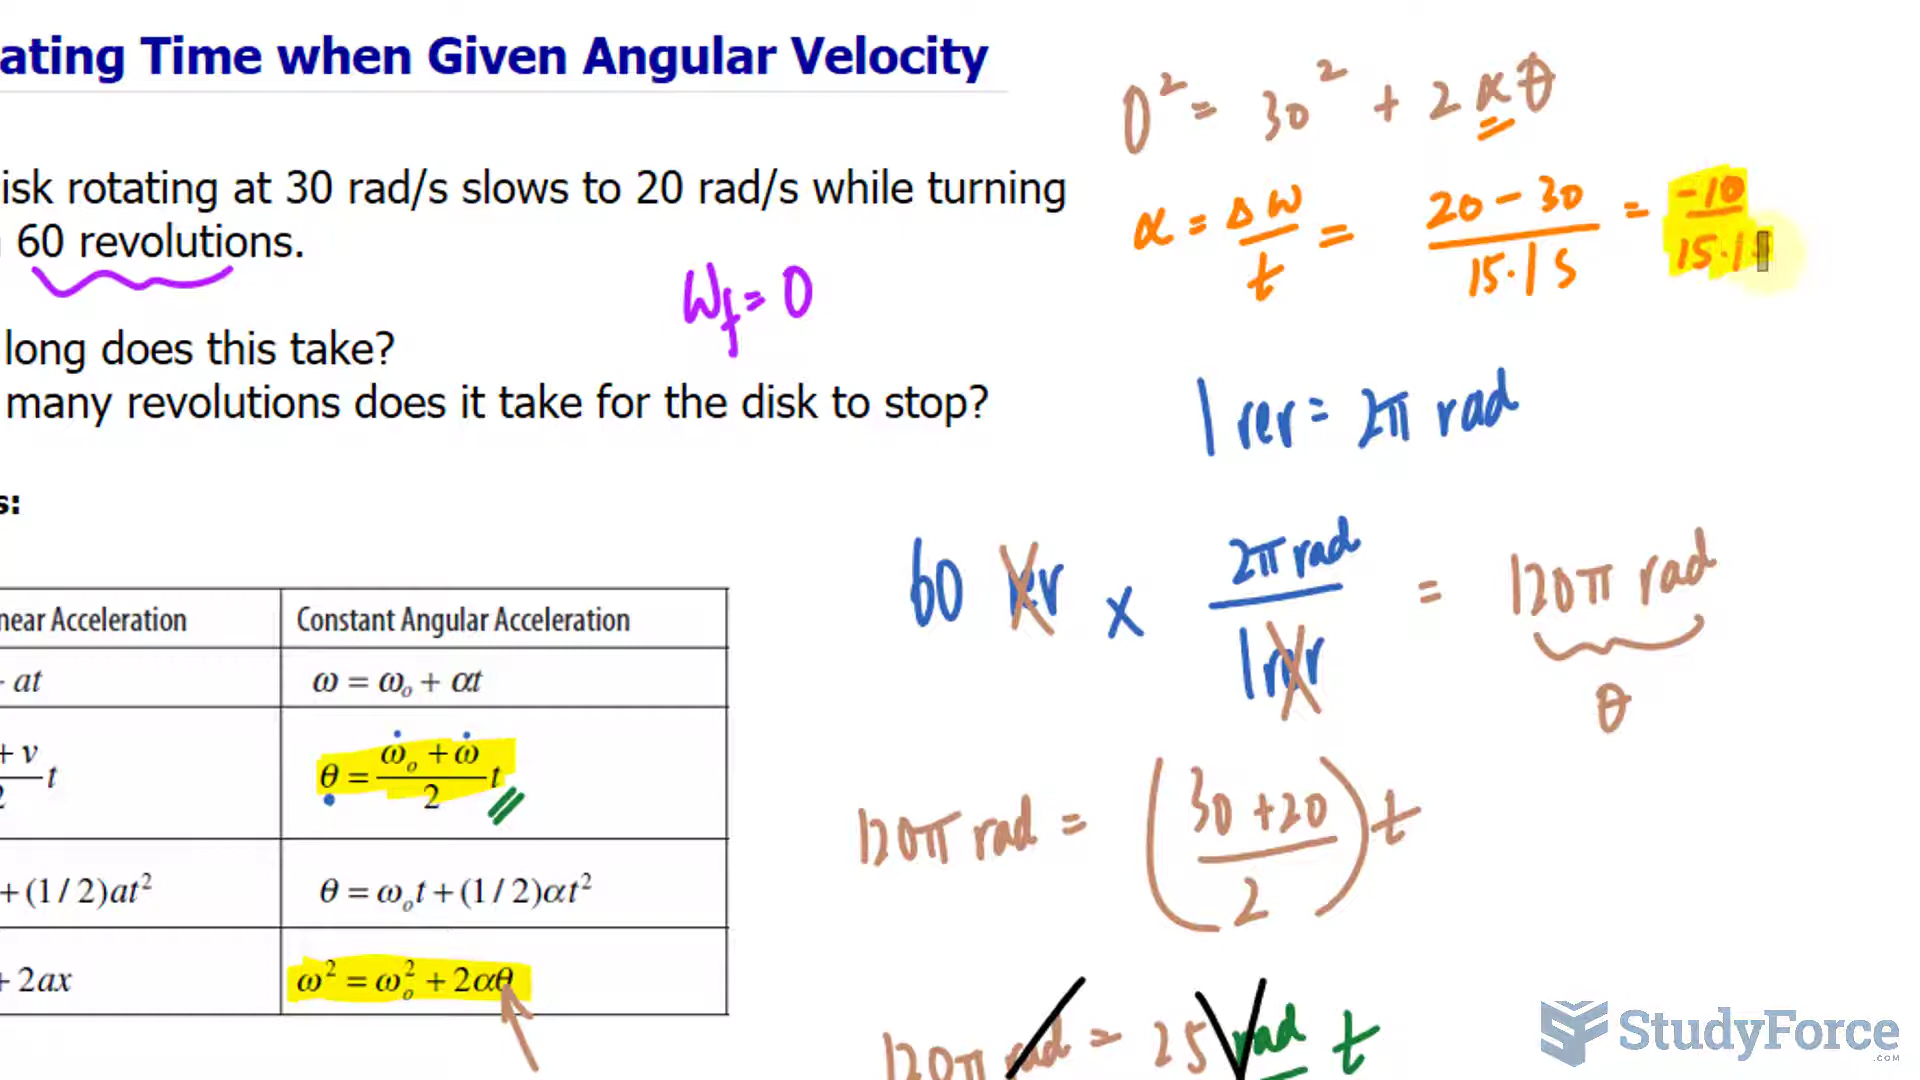 ating Time when Given Angular Velocity
isk rotating at 30 rad/s slows to 20 rad/s while turning
60 revolutions.
long does this take?
many revolutions does it take for the disk to stop?
s:
near Acceleration
Constant Angular Acceleration
at
ω = ω₀ + αt
+ v
2
t
θ = (ω₀ + ω)/2 t
+ (1/2)at²
θ = ω₀t + (1/2)αt²
+ 2ax
ω² = ω₀² + 2αθ
ωf = 0
0² = 30² + 2αθ
α = Δω/t = (20 - 30)/15.1 s = -10/15.1
1 rev = 2π rad
60 rev x 2π rad/1 rev = 120π rad
θ
120π rad = ((30 + 20)/2) t
120π rad = 25 rad t
StudyForce
.COM